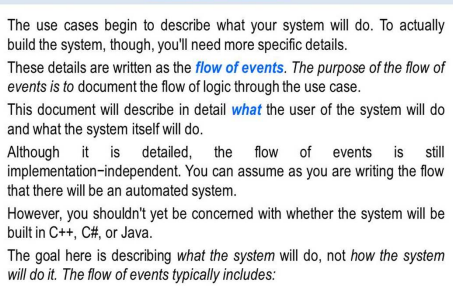 The use cases begin to describe what your system will do. To actually
build the system, though, you'll need more specific details.
These details are written as the flow of events. The purpose of the flow of
events is to document the flow of logic through the use case.
This document will describe in detail what the user of the system will do
and what the system itself will do.
Although it is detailed, the flow of events is still
implementation−independent. You can assume as you are writing the flow
that there will be an automated system.
However, you shouldn't yet be concerned with whether the system will be
built in C++, C#, or Java.
The goal here is describing what the system will do, not how the system
will do it. The flow of events typically includes: